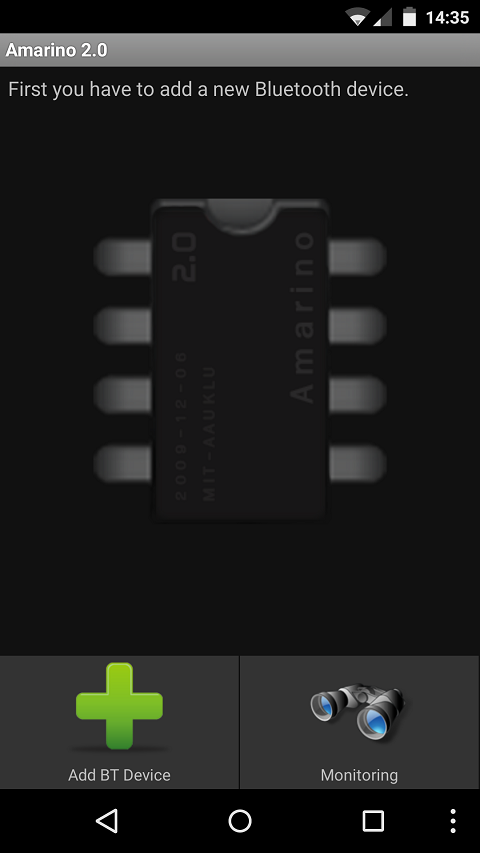 14:35
Amarino 2.0
First you have to add a new Bluetooth device.
2.0
Amarino
2009-12-06
MIT-AAUKLU
Add BT Device
Monitoring